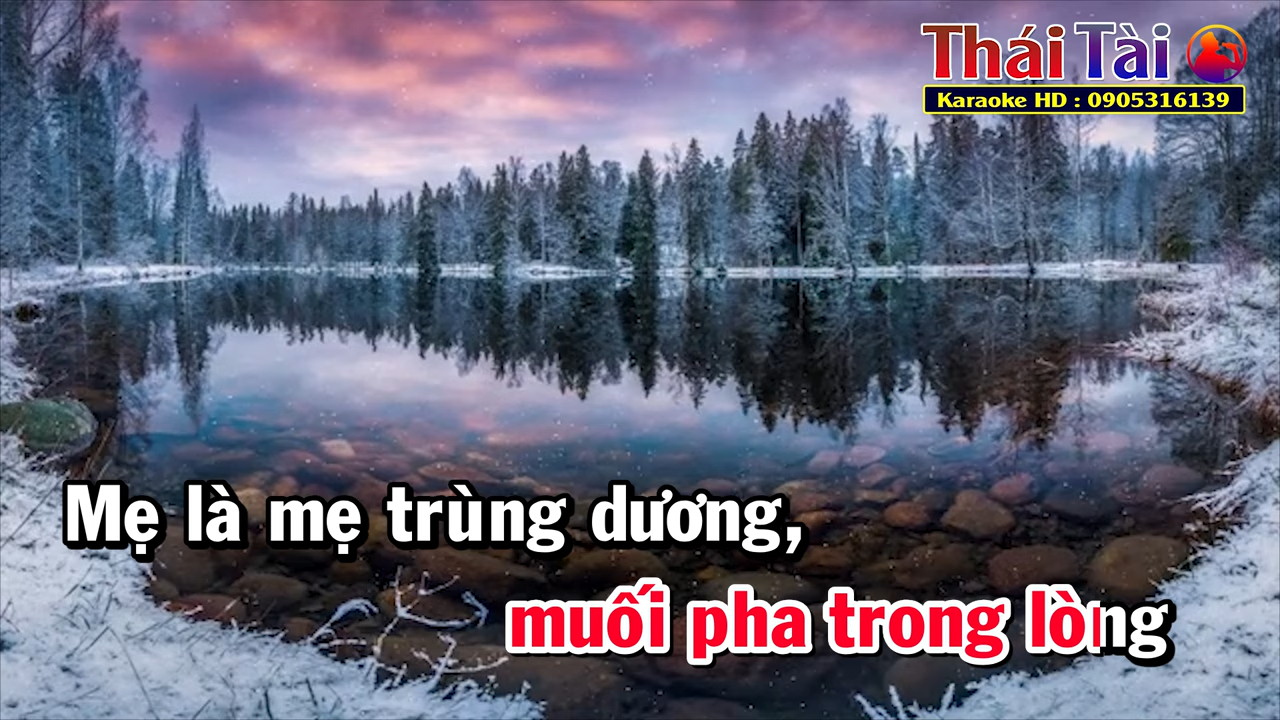 Thái Tài
Karaoke HD : 0905316139
Mẹ là mẹ trùng dương,
muối pha trong lòng